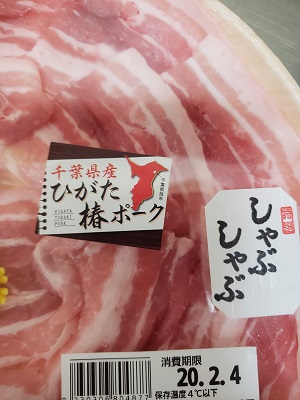 千葉県産
ひがた
椿ポーク
HIGATA
TSUBAKI
PORK
しゃぶ
しゃぶ
消費期限
20.2.4
保存温度4℃以下
0230306804877